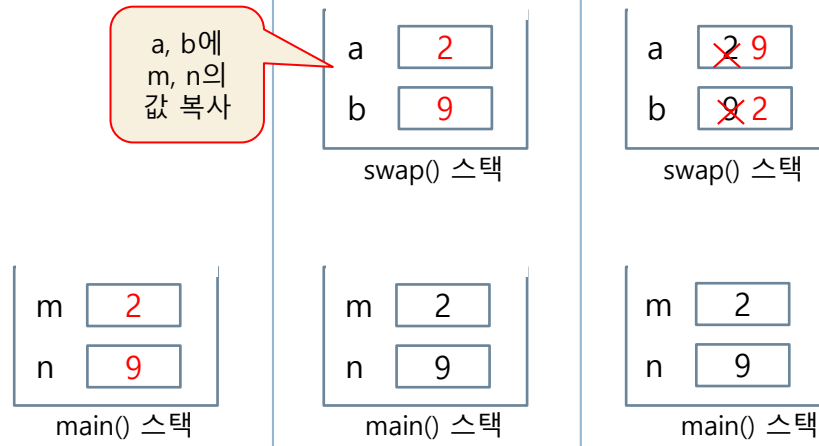 a, b에
m, n의
값 복사
a 2
b 9
swap() 스택
a 2 9
b 9 2
swap() 스택
m 2
n 9
main() 스택
m 2
n 9
main() 스택
m 2
n 9
main() 스택